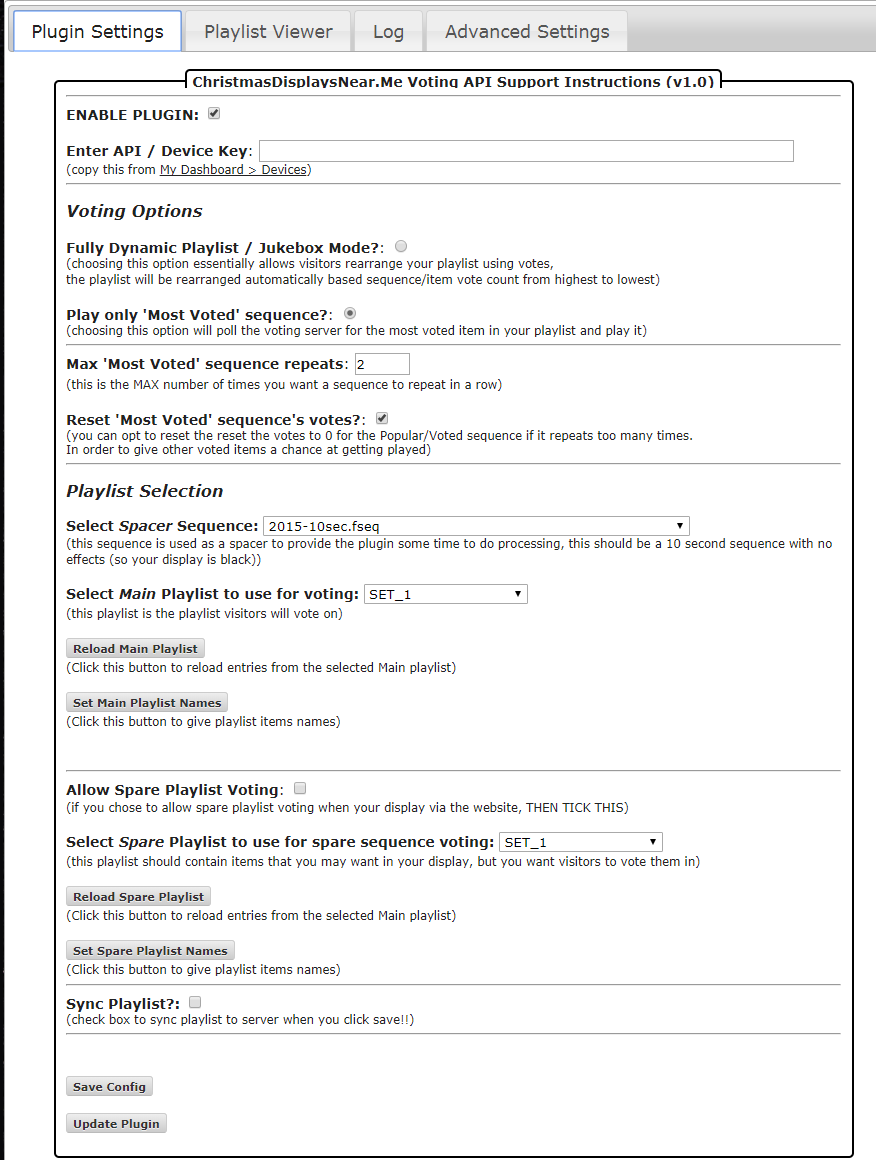 Plugin Settings Playlist Viewer Log Advanced Settings
ChristmasDisplaysNear.Me Voting API Support Instructions (v1.0)
ENABLE PLUGIN:
Enter API / Device Key:
(copy this from My Dashboard > Devices)
Voting Options
Fully Dynamic Playlist / Jukebox Mode?:
(choosing this option essentially allows visitors rearrange your playlist using votes,
the playlist will be rearranged automatically based sequence/item vote count from highest to lowest)
Play only 'Most Voted' sequence?:
(choosing this option will poll the voting server for the most voted item in your playlist and play it)
Max 'Most Voted' sequence repeats: 2
(this is the MAX number of times you want a sequence to repeat in a row)
Reset 'Most Voted' sequence's votes?:
(you can opt to reset the reset the votes to 0 for the Popular/Voted sequence if it repeats too many times.
In order to give other voted items a chance at getting played)
Playlist Selection
Select Spacer Sequence: 2015-10sec.fseq
(this sequence is used as a spacer to provide the plugin some time to do processing, this should be a 10 second sequence with no
effects (so your display is black))
Select Main Playlist to use for voting: SET_1
(this playlist is the playlist visitors will vote on)
Reload Main Playlist
(Click this button to reload entries from the selected Main playlist)
Set Main Playlist Names
(Click this button to give playlist items names)
Allow Spare Playlist Voting:
(if you chose to allow spare playlist voting when your display via the website, THEN TICK THIS)
Select Spare Playlist to use for spare sequence voting: SET_1
(this playlist should contain items that you may want in your display, but you want visitors to vote them in)
Reload Spare Playlist
(Click this button to reload entries from the selected Main playlist)
Set Spare Playlist Names
(Click this button to give playlist items names)
Sync Playlist?:
(check box to sync playlist to server when you click save!!)
Save Config
Update Plugin